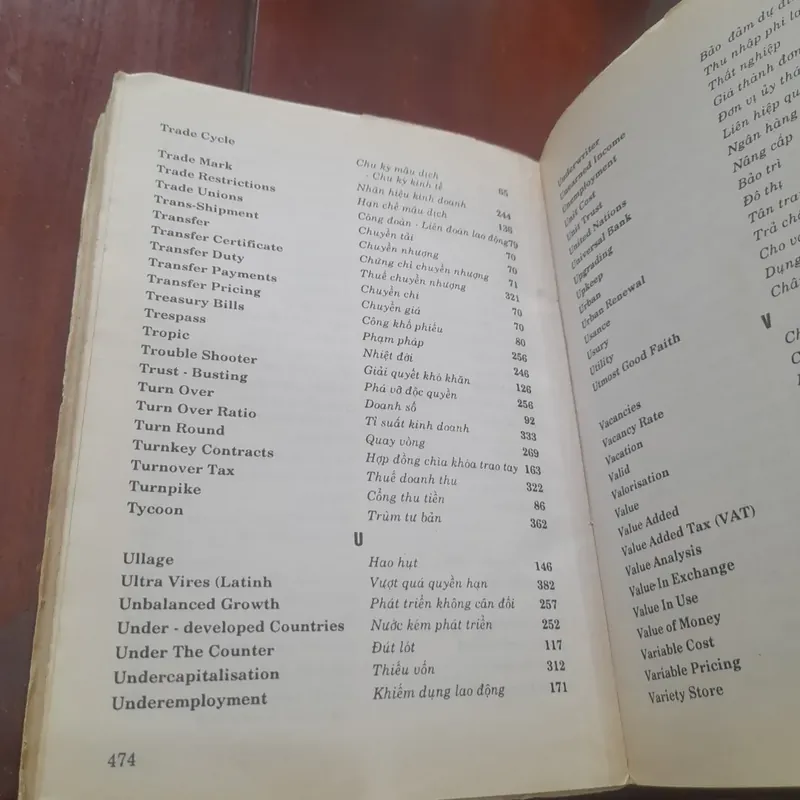 Trade Cycle Chu kỳ mậu dịch
- Chu kỳ kinh tế 65
Trade Mark Nhãn hiệu kinh doanh 244
Trade Restrictions Hạn chế mậu dịch 136
Trade Unions Công đoàn - Liên đoàn lao động 79
Trans-Shipment Chuyển tải 70
Transfer Chuyển nhượng 70
Transfer Certificate Chứng chỉ chuyển nhượng 71
Transfer Duty Thuế chuyển nhượng 321
Transfer Payments Chuyển chi 70
Transfer Pricing Chuyển giá 70
Treasury Bills Công khố phiếu 80
Trespass Phạm pháp 256
Tropic Nhiệt đới 246
Trouble Shooter Giải quyết khó khăn 126
Trust - Busting Phá vỡ độc quyền 256
Turn Over Doanh số 92
Turn Over Ratio Tỉ suất kinh doanh 333
Turn Round Quay vòng 269
Turnkey Contracts Hợp đồng chìa khóa trao tay 163
Turnover Tax Thuế doanh thu 322
Turnpike Cổng thu tiền 86
Tycoon Trùm tư bản 362
U
Ullage Hao hụt 146
Ultra Vires (Latinh Vượt quá quyền hạn 382
Unbalanced Growth Phát triển không cân đối 257
Under - developed Countries Nước kém phát triển 252
Under The Counter Đút lót 117
Undercapitalisation Thiếu vốn 312
Underemployment Khiếm dụng lao động 171
474
Underwriter Bảo đảm dự
Unearned Income Thu nhập phi
Unemployment Thất nghiệp
Unit Cost Giá thành đơn
Unit Trust Đơn vị ủy
United Nations Liên hiệp
Universal Bank Ngân hàng
Upgrading Nâng cấp
Upkeep Bảo trì
Urban Đô thị
Urban Renewal Tân
Usance Trả
Usury Cho
Utility Dụng
Utmost Good Faith
V
Vacancies
Vacancy Rate
Vacation
Valid
Valorisation
Value
Value Added
Value Added Tax (VAT)
Value Analysis
Value In Exchange
Value In Use
Value of Money
Variable Cost
Variable Pricing
Variety Store